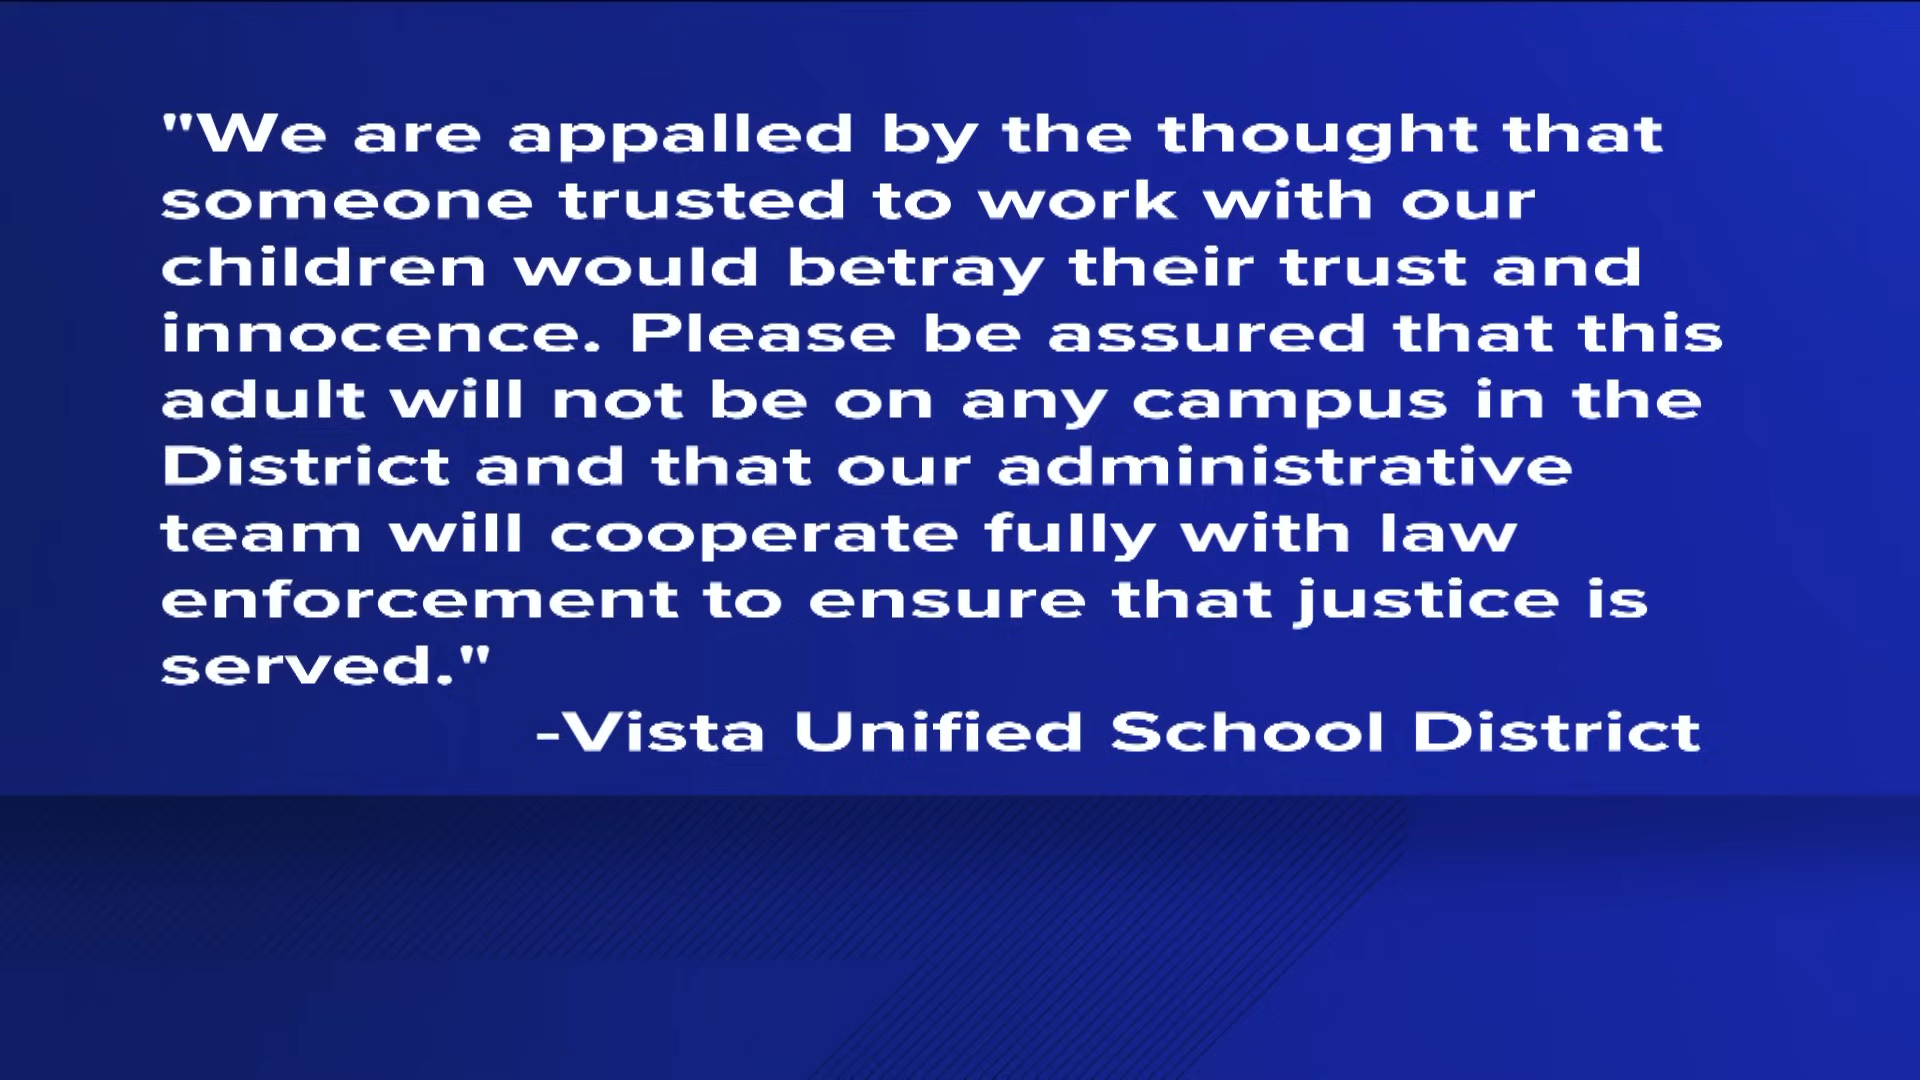 "We are appalled by the thought that
someone trusted to work with our
children would betray their trust and
innocence. Please be assured that this
adult will not be on any campus in the
District and that our administrative
team will cooperate fully with law
enforcement to ensure that justice is
served."
-Vista Unified School District